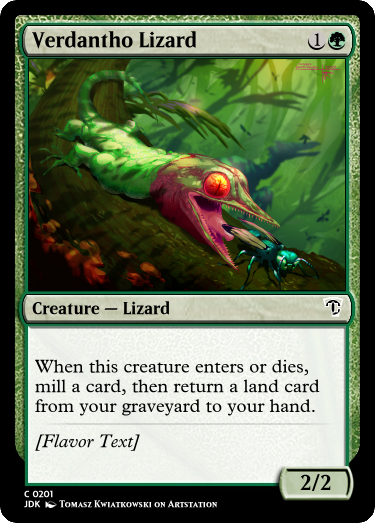 Verdantho Lizard 1
Creature — Lizard
When this creature enters or dies,
mill a card, then return a land card
from your graveyard to your hand.
[Flavor Text]
2/2
C 0201
JDK Tomasz Kwiatkowski on Artstation